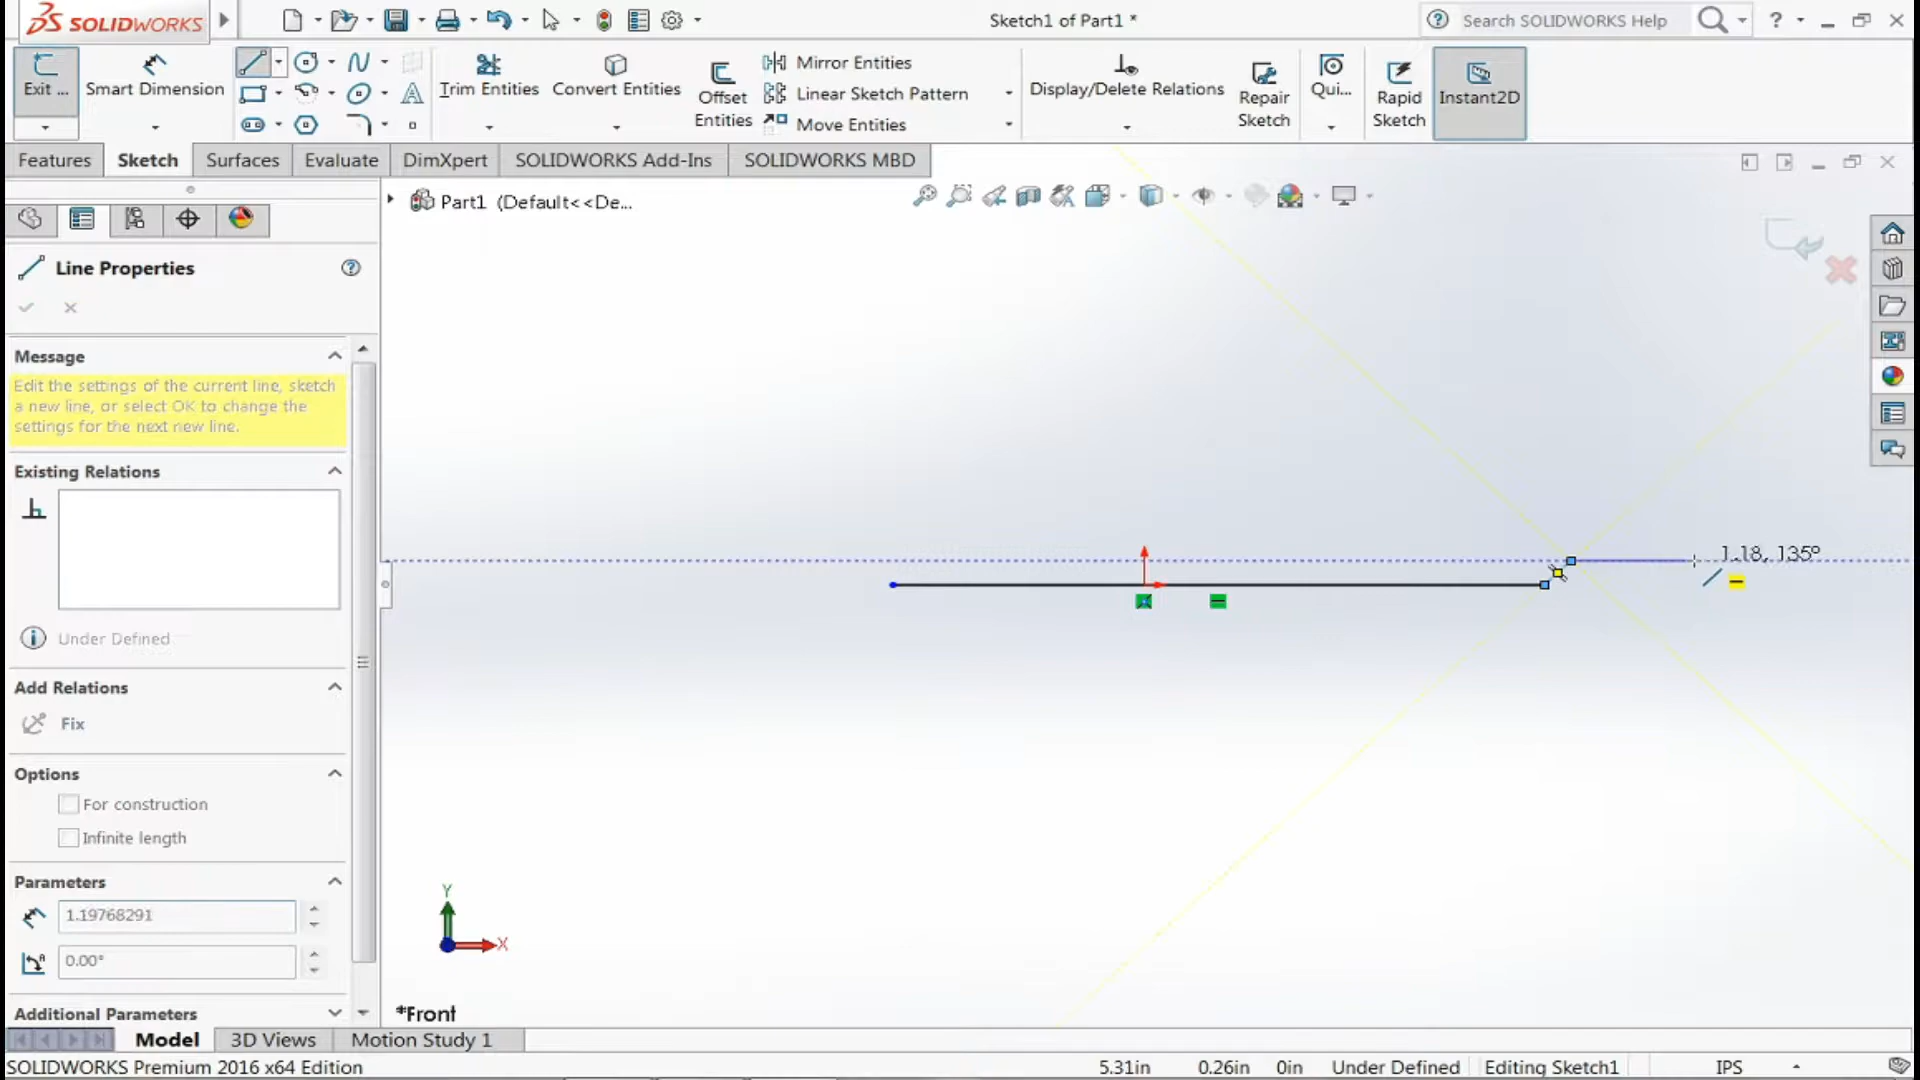 SOLIDWORKS
Sketch1 of Part1 *
Search SOLIDWORKS Help
Exit ...
Smart Dimension
Trim Entities
Convert Entities
Offset
Entities
Mirror Entities
Linear Sketch Pattern
Move Entities
Display/Delete Relations
Repair
Sketch
Qui...
Rapid
Sketch
Instant2D
Features
Sketch
Surfaces
Evaluate
DimXpert
SOLIDWORKS Add-Ins
SOLIDWORKS MBD
Part1 (Default<<De...
Line Properties
Message
Edit the settings of the current line, sketch
a new line, or select OK to change the
settings for the next new line.
Existing Relations
Under Defined
Add Relations
Fix
Options
For construction
Infinite length
Parameters
1.19768291
0.00°
Additional Parameters
1.18, 135°
Y
X
*Front
Model
3D Views
Motion Study 1
SOLIDWORKS Premium 2016 x64 Edition
5.31in
0.26in
0in
Under Defined
Editing Sketch1
IPS